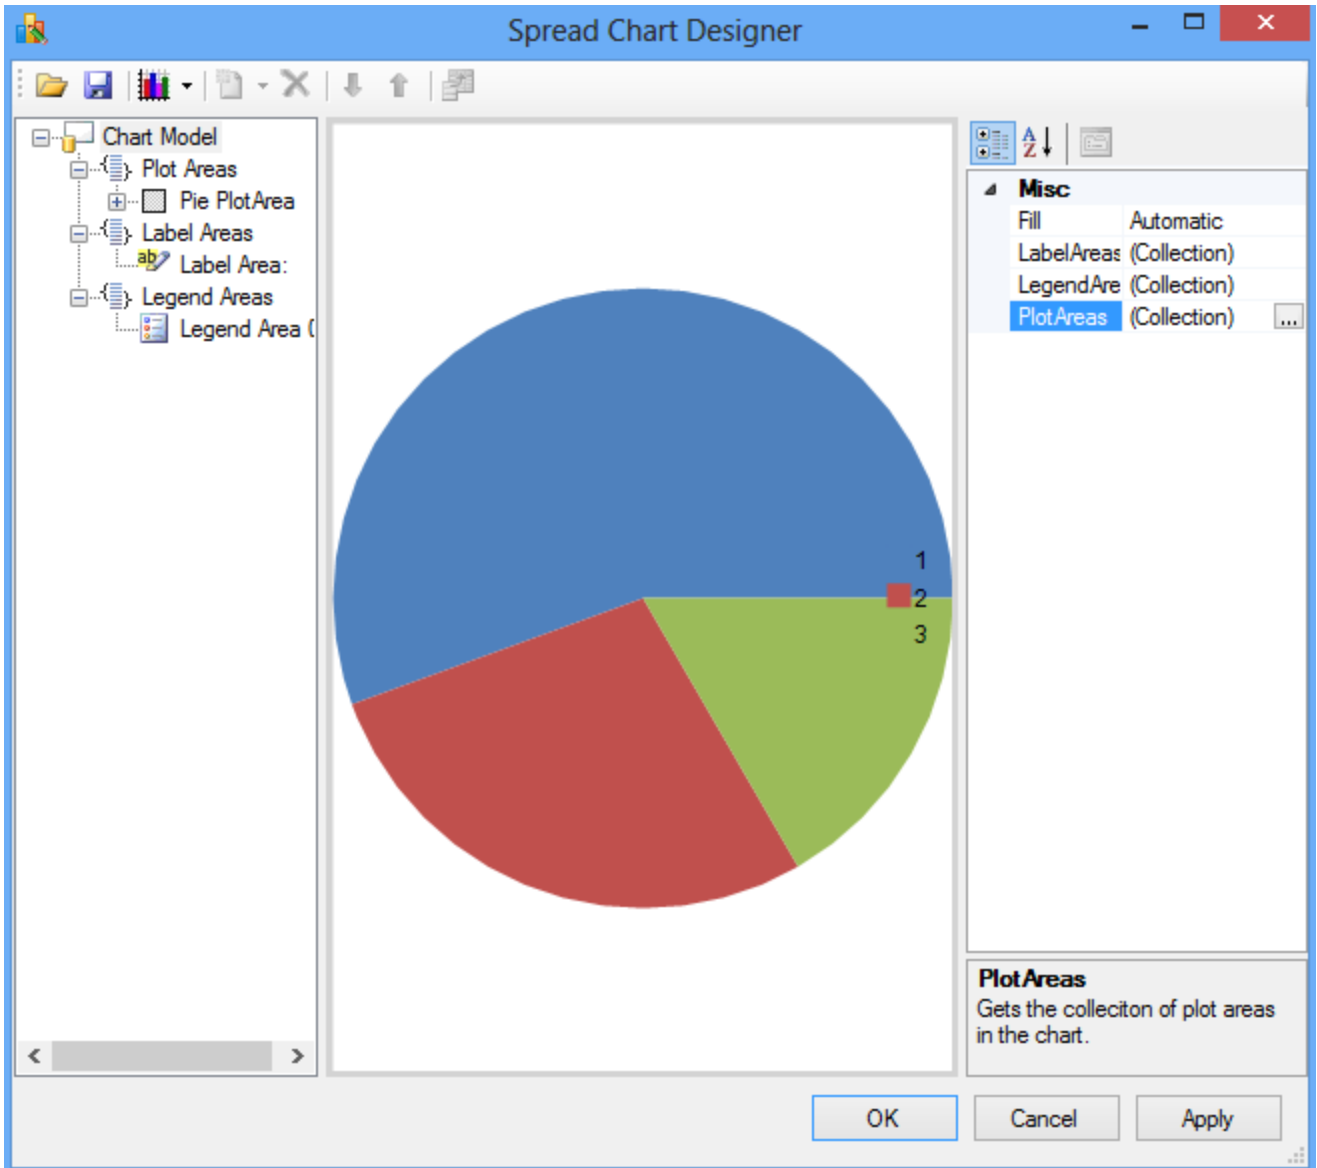 Spread Chart Designer
Chart Model
Plot Areas
Pie PlotArea
Label Areas
ab
Label Area:
Legend Areas
Legend Area (
1
2
3
A
Z
Misc
Fill Automatic
LabelAreas (Collection)
LegendAre (Collection)
PlotAreas (Collection) ...
PlotAreas
Gets the colleciton of plot areas
in the chart.
OK Cancel Apply